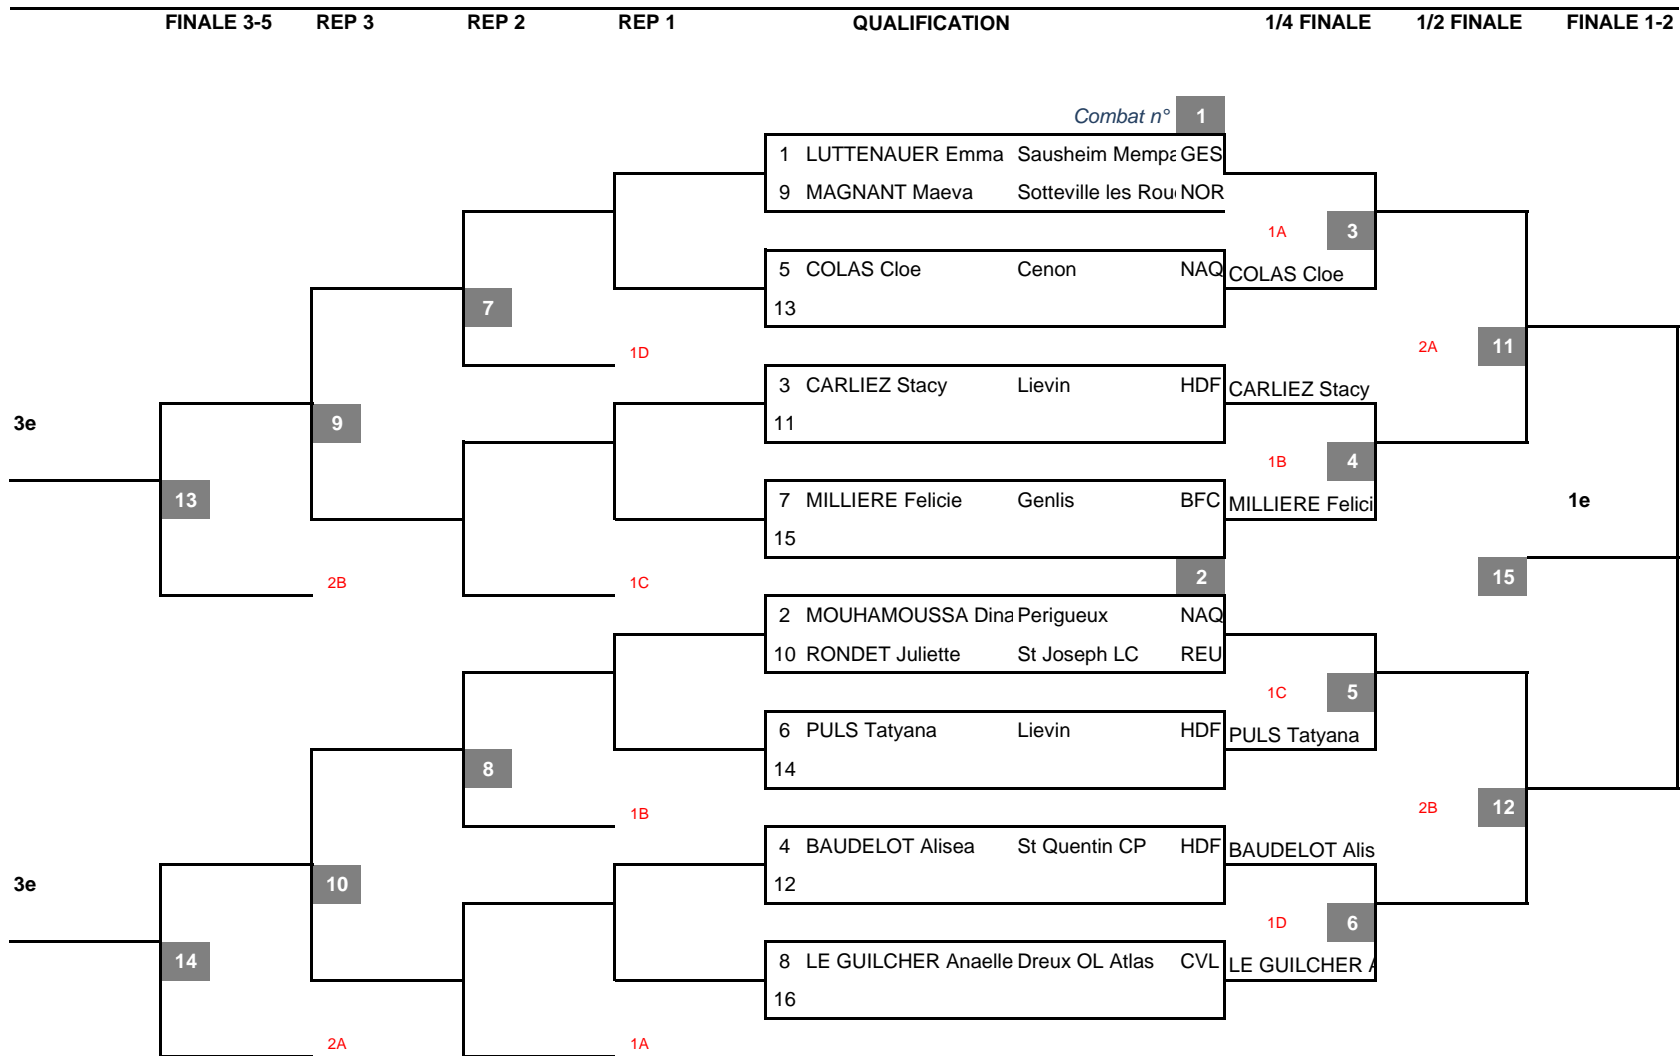 FINALE 3-5 REP 3 REP 2 REP 1 QUALIFICATION 1/4 FINALE 1/2 FINALE FINALE 1-2
Combat n° 1
1 LUTTENAUER Emma Sausheim Mempa GES
9 MAGNANT Maeva Sotteville les Rou NOR
1A 3
5 COLAS Cloe Cenon NAQ COLAS Cloe
7 13
1D 2A 11
3 CARLIEZ Stacy Lievin HDF CARLIEZ Stacy
3e 9 11
1B 4
13 7 MILLIERE Felicie Genlis BFC MILLIERE Felici 1e
15
2B 1C 2 15
2 MOUHAMOUSSA Dina Perigueux NAQ
10 RONDET Juliette St Joseph LC REU
1C 5
6 PULS Tatyana Lievin HDF PULS Tatyana
8 14
1B 2B 12
4 BAUDELOT Alisea St Quentin CP HDF BAUDELOT Alis
3e 10 12
1D 6
14 8 LE GUILCHER Anaelle Dreux OL Atlas CVL LE GUILCHER A
16
2A 1A